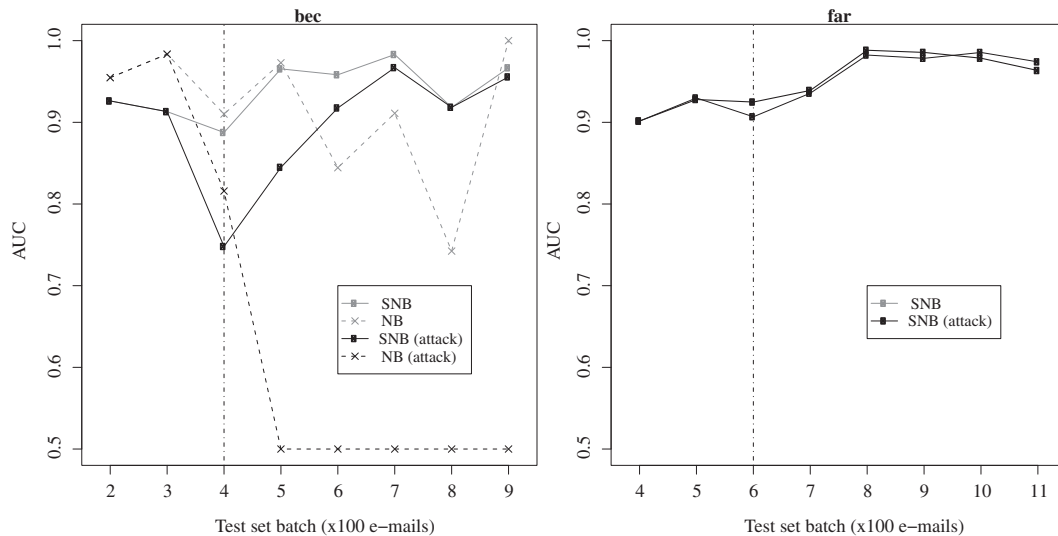 bec
AUC
1.0
0.9
0.8
0.7
0.6
0.5
SNB
NB
SNB (attack)
NB (attack)
2 3 4 5 6 7 8 9
Test set batch (x100 e−mails)
far
AUC
1.0
0.9
0.8
0.7
0.6
0.5
SNB
SNB (attack)
4 5 6 7 8 9 10 11
Test set batch (x100 e−mails)